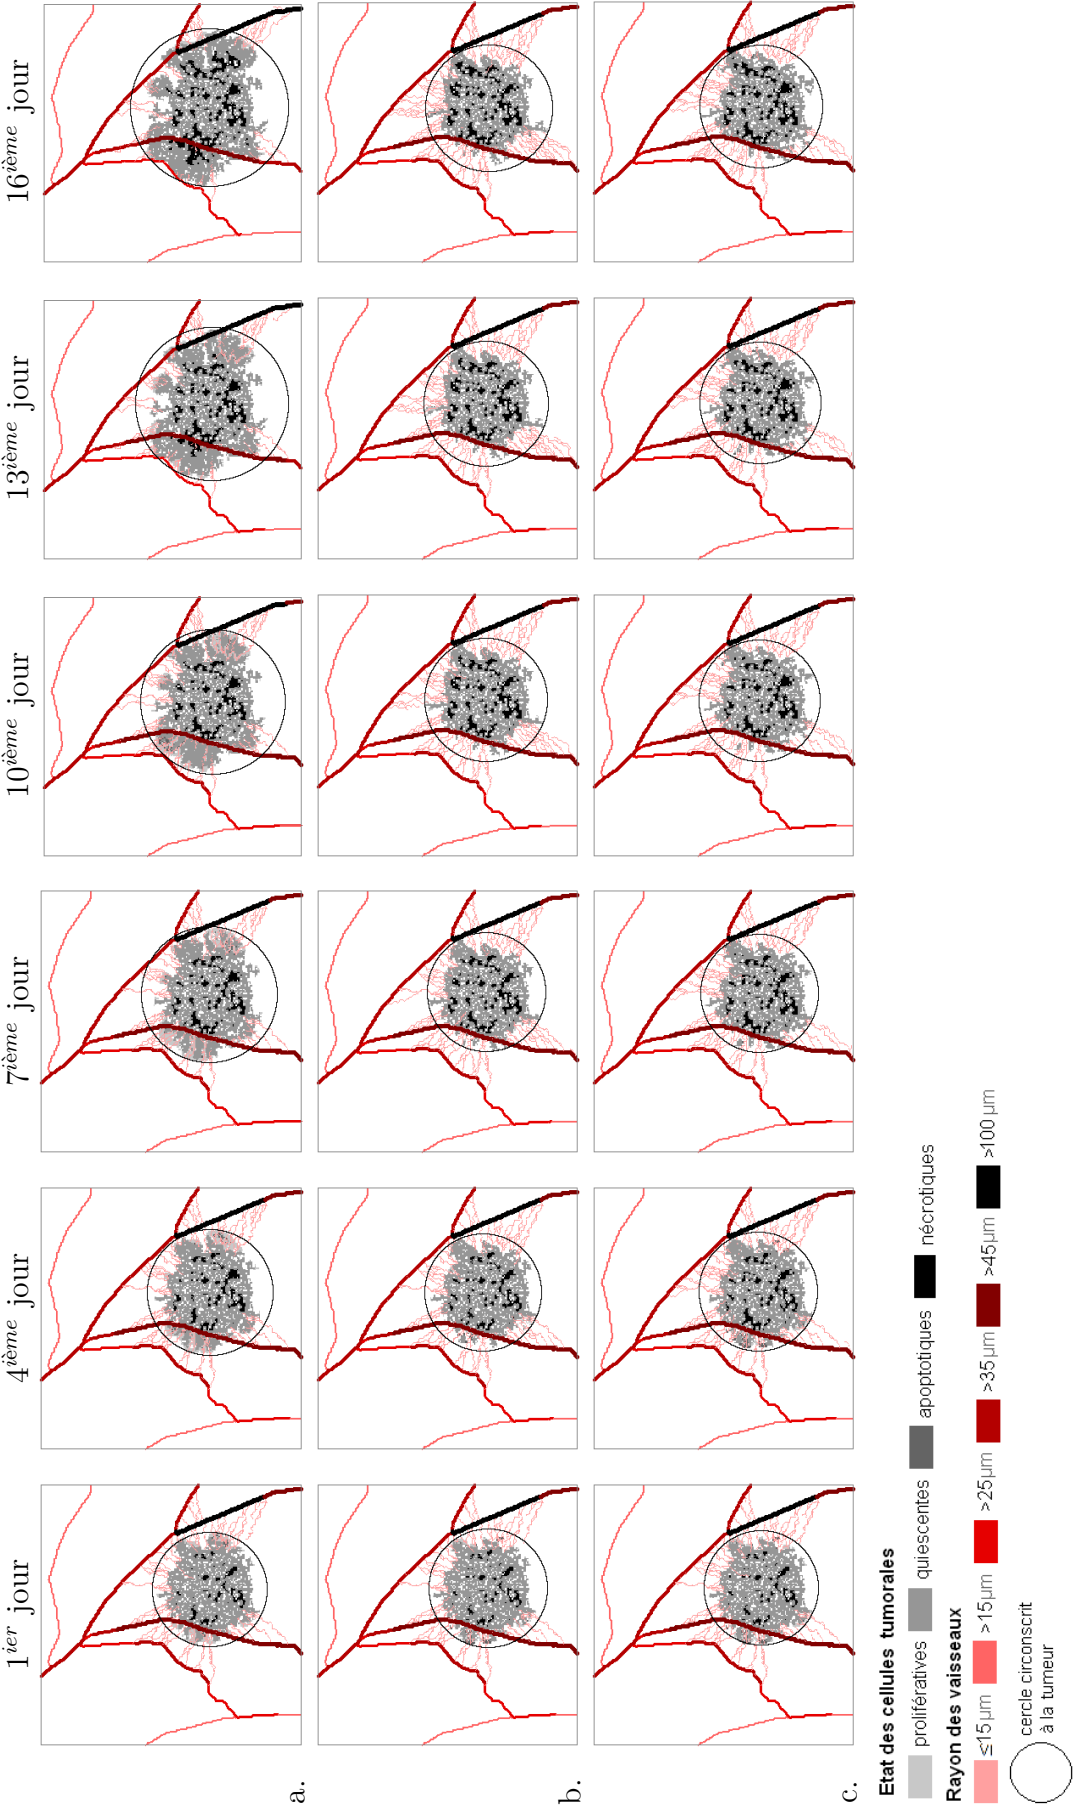 1ier jour 4ième jour 7ième jour 10ième jour 13ième jour 16ième jour
a.
b.
c.
Etat des cellules tumorales
prolifératives quiescentes apoptotiques nécrotiques
Rayon des vaisseaux
≤15µm >15µm >25µm >35µm >45µm >100µm
cercle circonscrit
à la tumeur